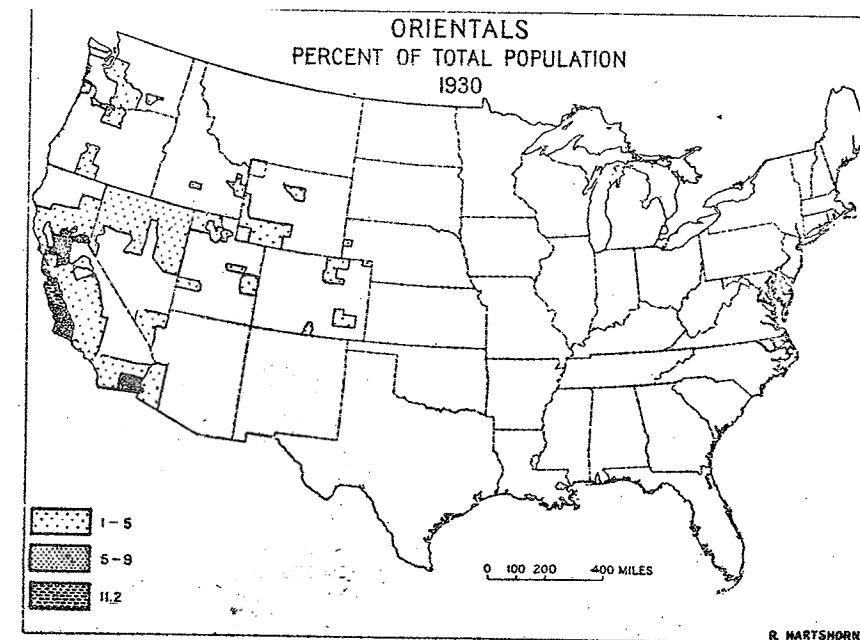 ORIENTALS
PERCENT OF TOTAL POPULATION
1930
1-5
5-9
11.2
0 100 200 400 MILES
R. HARTSHORN